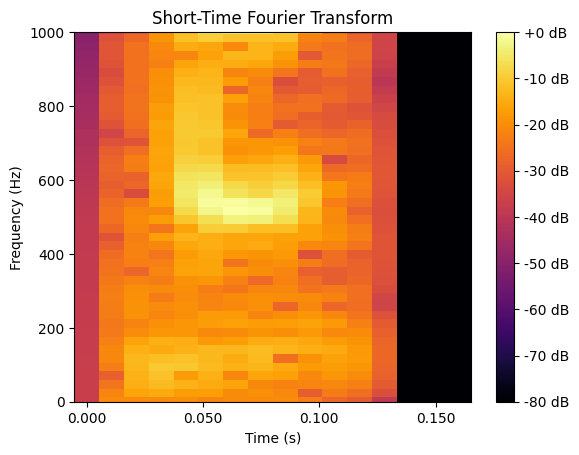 Short-Time Fourier Transform
Frequency (Hz)
1000
800
600
400
200
0
0.000
0.050
0.100
0.150
Time (s)
+0 dB
-10 dB
-20 dB
-30 dB
-40 dB
-50 dB
-60 dB
-70 dB
-80 dB